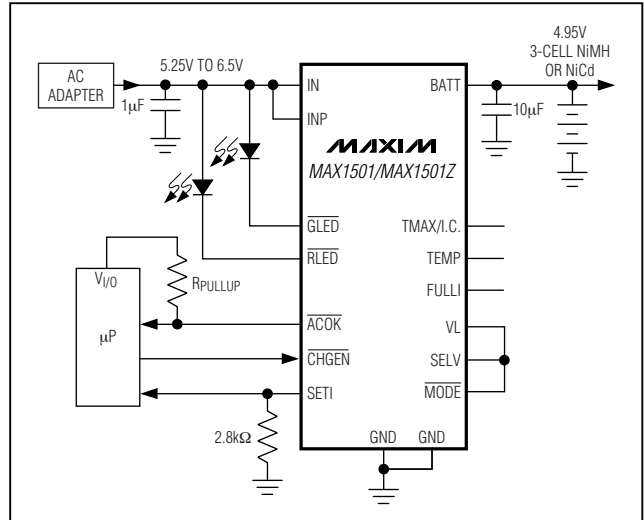 4.95V
3-CELL NiMH
OR NiCd
5.25V TO 6.5V
AC
ADAPTER
1μF
IN
BATT
10μF
INP
MAXIM
MAX1501/MAX1501Z
GLED
TMAX/I.C.
RLED
TEMP
VI/O
RPULLUP
FULLI
μP
ACOK
VL
CHGEN
SELV
SETI
MODE
2.8kΩ
GND
GND